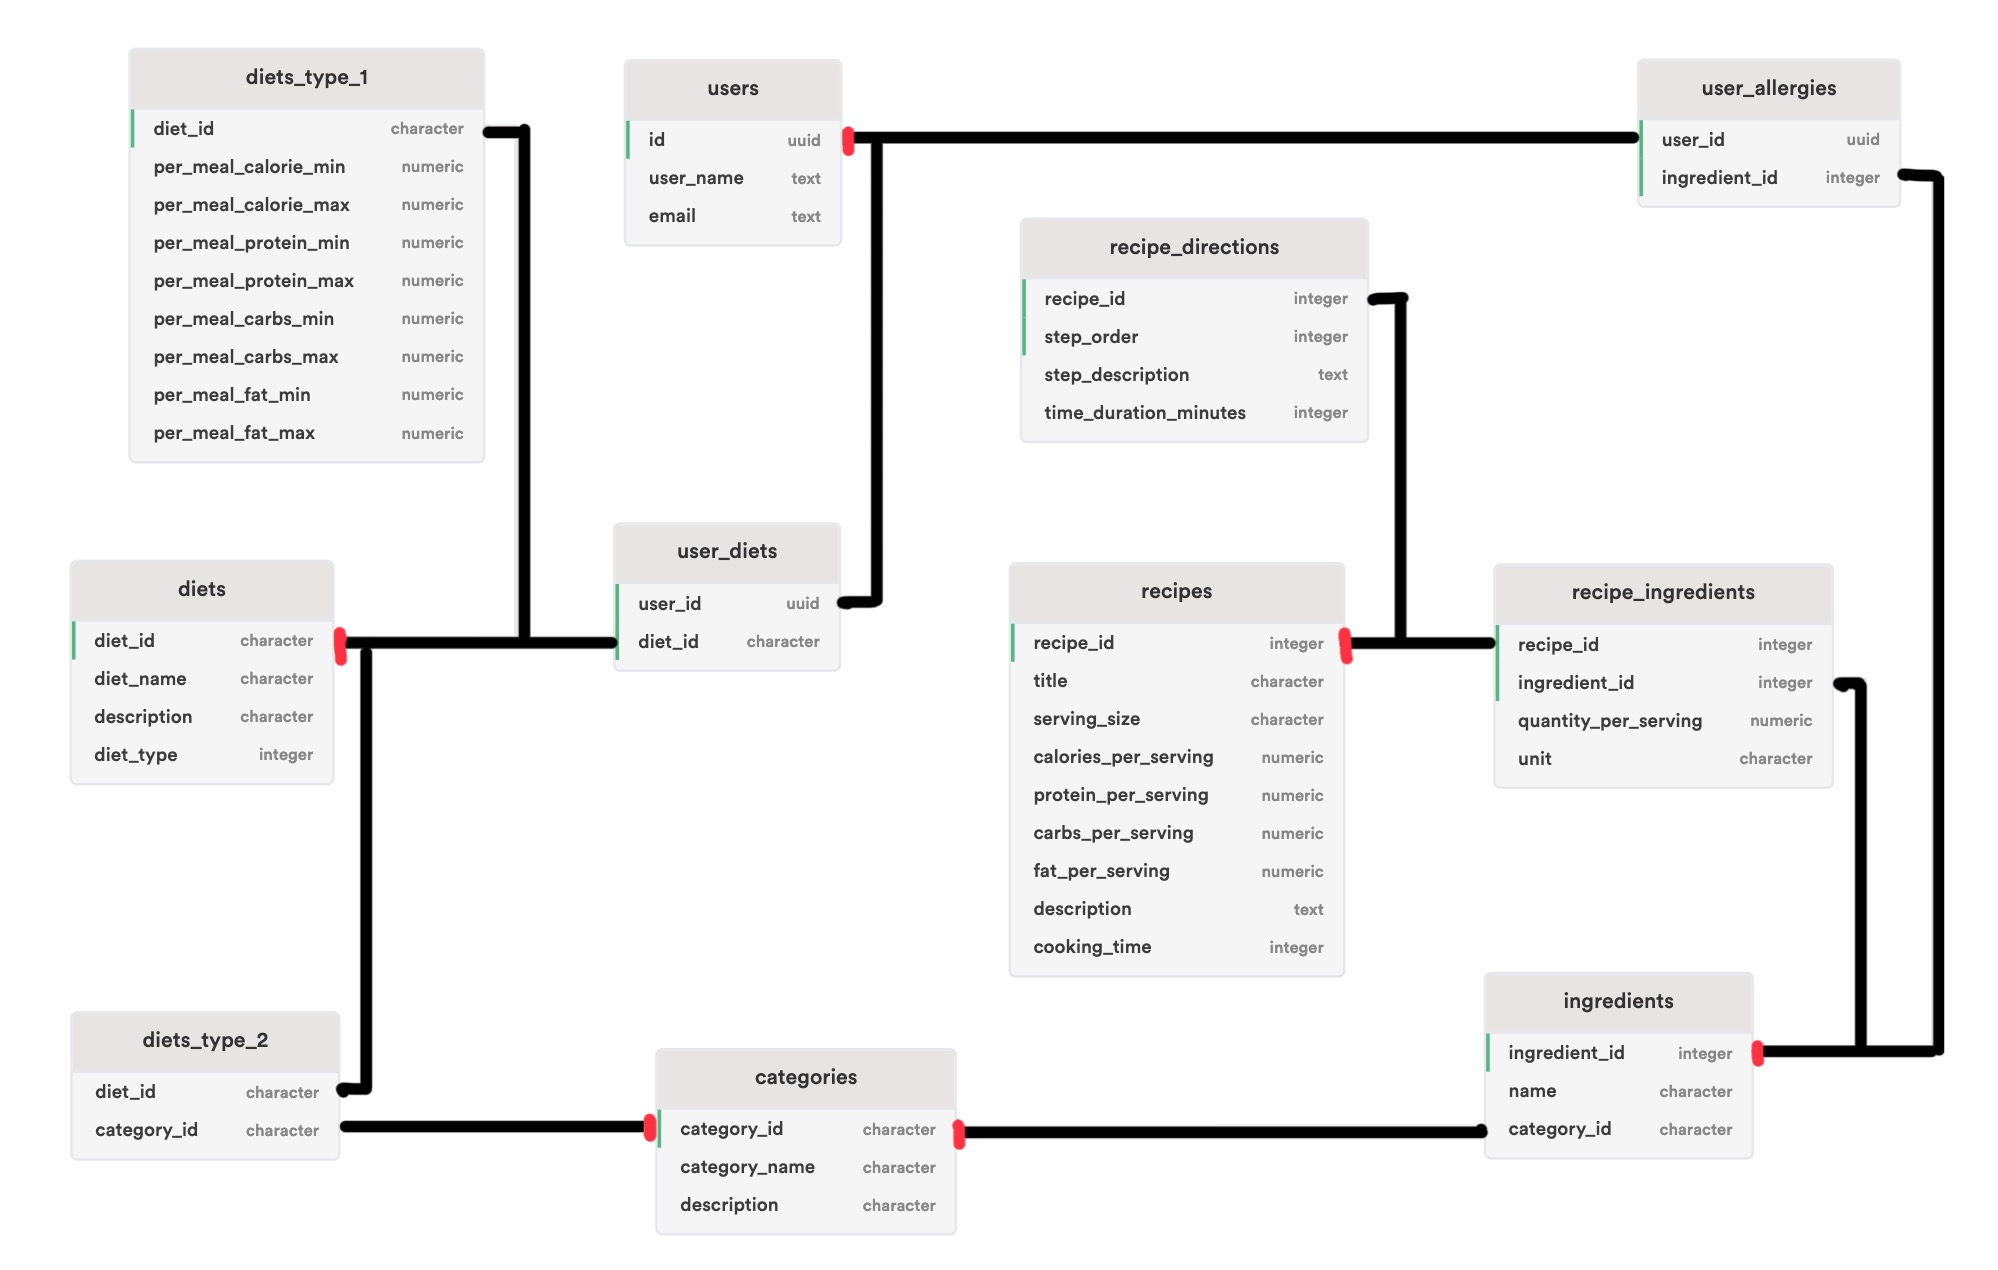 diets_type_1
diet_id character
per_meal_calorie_min numeric
per_meal_calorie_max numeric
per_meal_protein_min numeric
per_meal_protein_max numeric
per_meal_carbs_min numeric
per_meal_carbs_max numeric
per_meal_fat_min numeric
per_meal_fat_max numeric
users
id uuid
user_name text
email text
user_allergies
user_id uuid
ingredient_id integer
recipe_directions
recipe_id integer
step_order integer
step_description text
time_duration_minutes integer
diets
diet_id character
diet_name character
description character
diet_type integer
user_diets
user_id uuid
diet_id character
recipes
recipe_id integer
title character
serving_size character
calories_per_serving numeric
protein_per_serving numeric
carbs_per_serving numeric
fat_per_serving numeric
description text
cooking_time integer
recipe_ingredients
recipe_id integer
ingredient_id integer
quantity_per_serving numeric
unit character
diets_type_2
diet_id character
category_id character
categories
category_id character
category_name character
description character
ingredients
ingredient_id integer
name character
category_id character